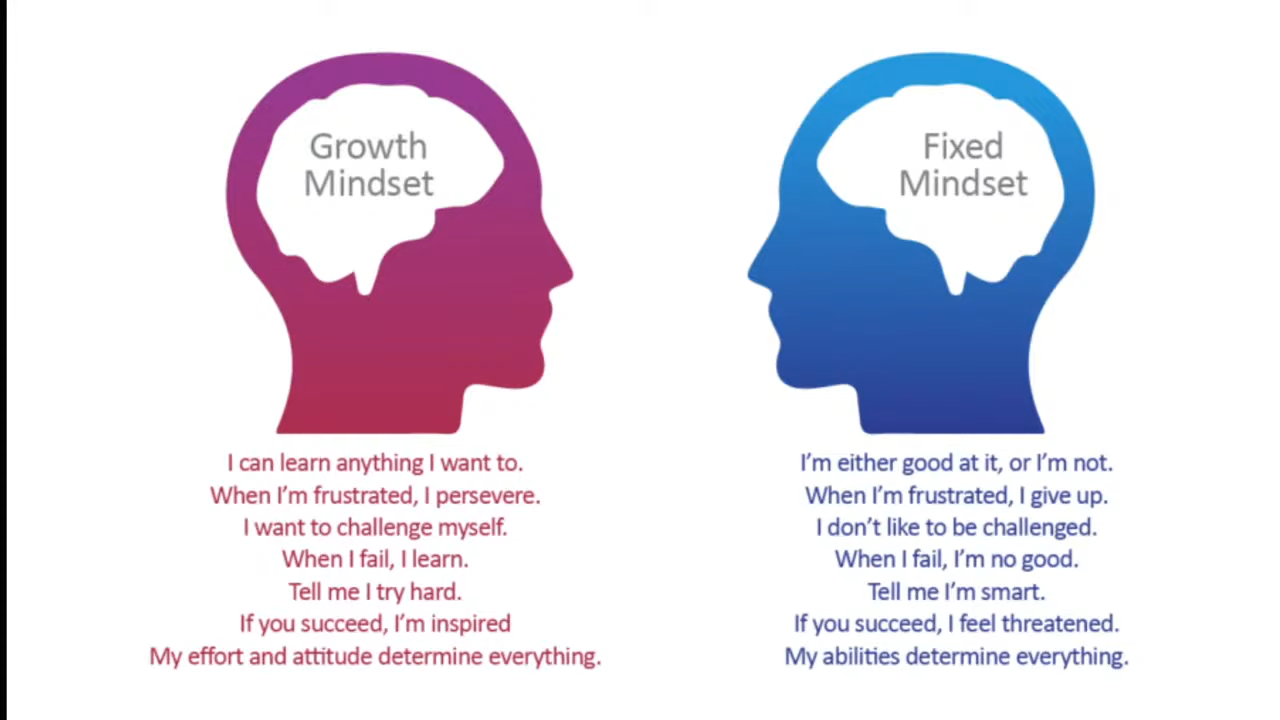 Growth
Mindset
I can learn anything I want to.
When I'm frustrated, I persevere.
I want to challenge myself.
When I fail, I learn.
Tell me I try hard.
If you succeed, I'm inspired
My effort and attitude determine everything.
Fixed
Mindset
I'm either good at it, or I'm not.
When I'm frustrated, I give up.
I don't like to be challenged.
When I fail, I'm no good.
Tell me I'm smart.
If you succeed, I feel threatened.
My abilities determine everything.